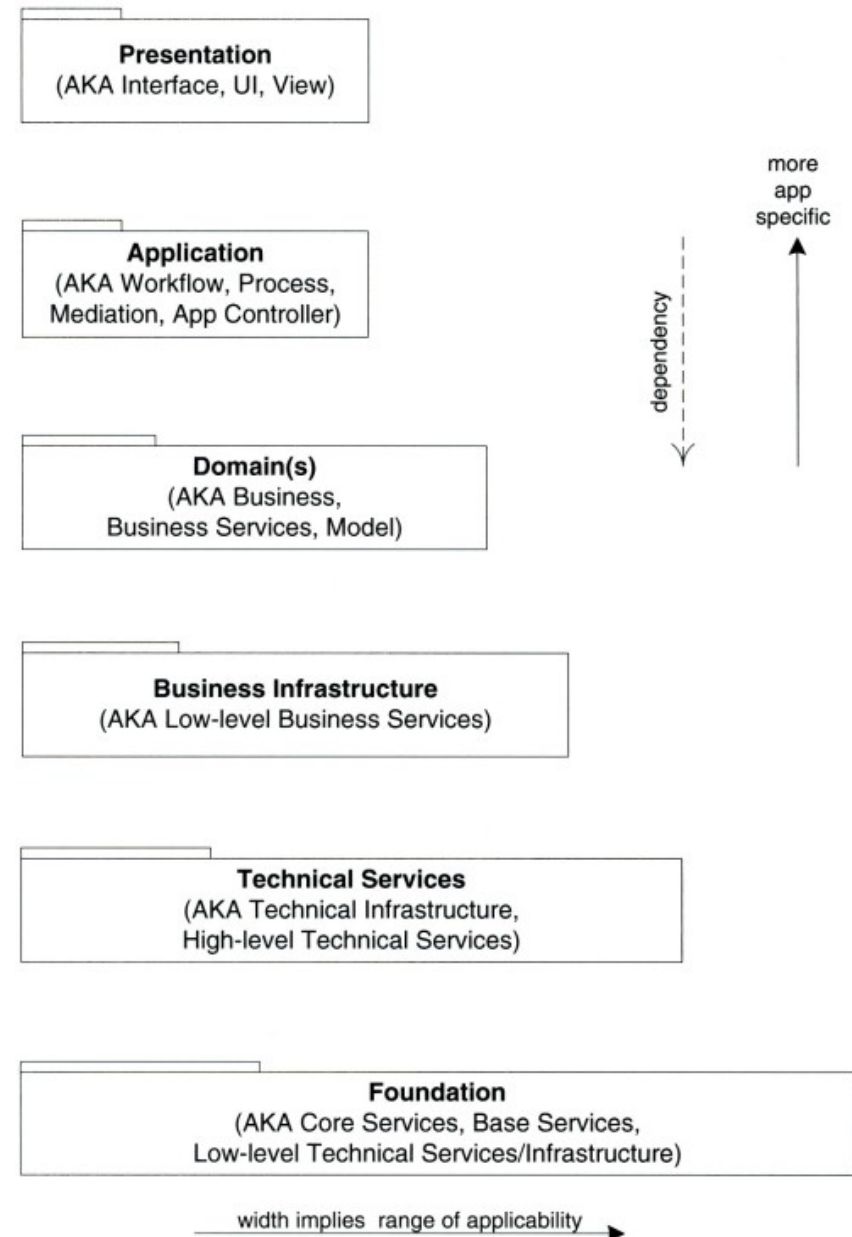 Presentation
(AKA Interface, UI, View)
more
app
specific
Application
(AKA Workflow, Process,
Mediation, App Controller)
dependency
Domain(s)
(AKA Business,
Business Services, Model)
Business Infrastructure
(AKA Low-level Business Services)
Technical Services
(AKA Technical Infrastructure,
High-level Technical Services)
Foundation
(AKA Core Services, Base Services,
Low-level Technical Services/Infrastructure)
width implies range of applicability